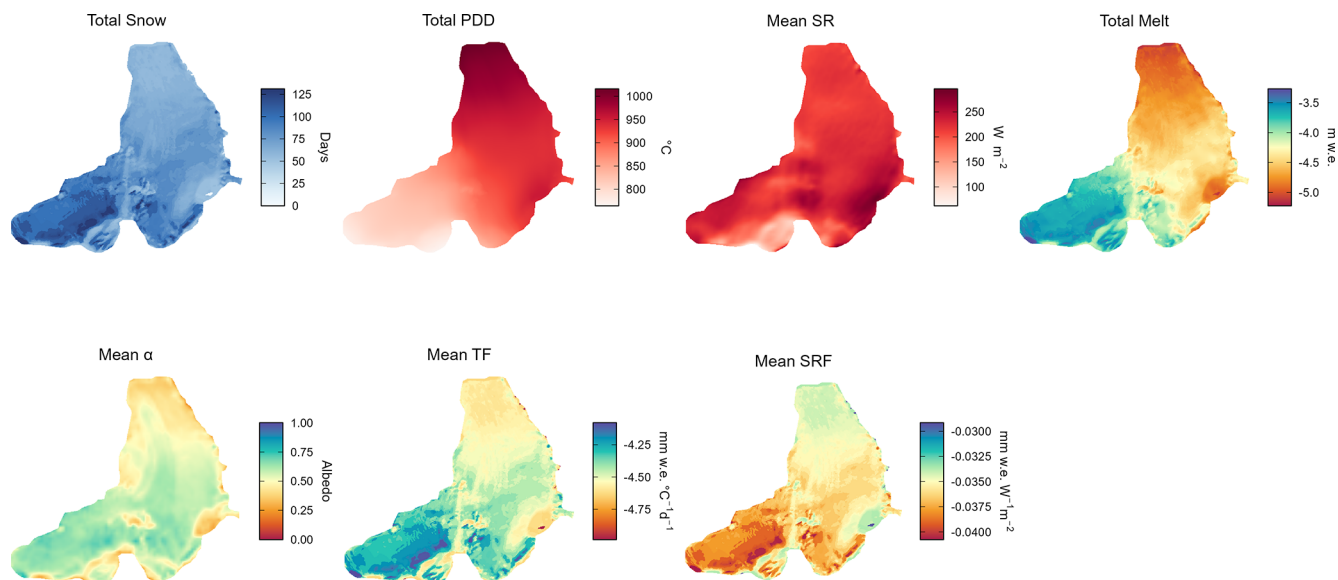 Total Snow
Total PDD
Mean SR
Total Melt
125
100
75
50
25
0
Days
1000
950
900
850
800
°C
250
200
150
100
W m⁻²
-3.5
-4.0
-4.5
-5.0
m w.e.
Mean α
Mean TF
Mean SRF
1.00
0.75
0.50
0.25
0.00
Albedo
-4.25
-4.50
-4.75
mm w.e. °C⁻¹d⁻¹
-0.0300
-0.0325
-0.0350
-0.0375
-0.0400
mm w.e. W⁻¹m⁻²